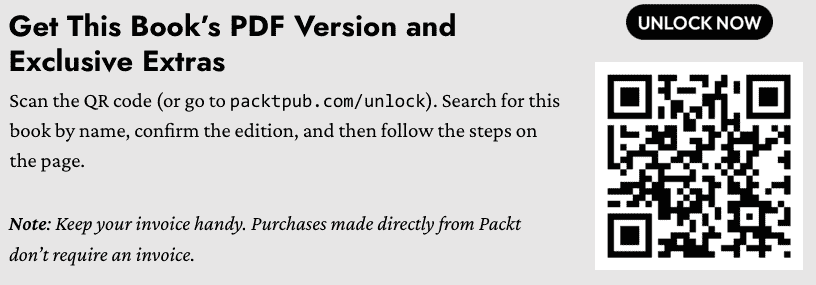 Get This Book’s PDF Version and
Exclusive Extras
UNLOCK NOW
Scan the QR code (or go to packtpub.com/unlock). Search for this
book by name, confirm the edition, and then follow the steps on
the page.
Note: Keep your invoice handy. Purchases made directly from Packt
don’t require an invoice.